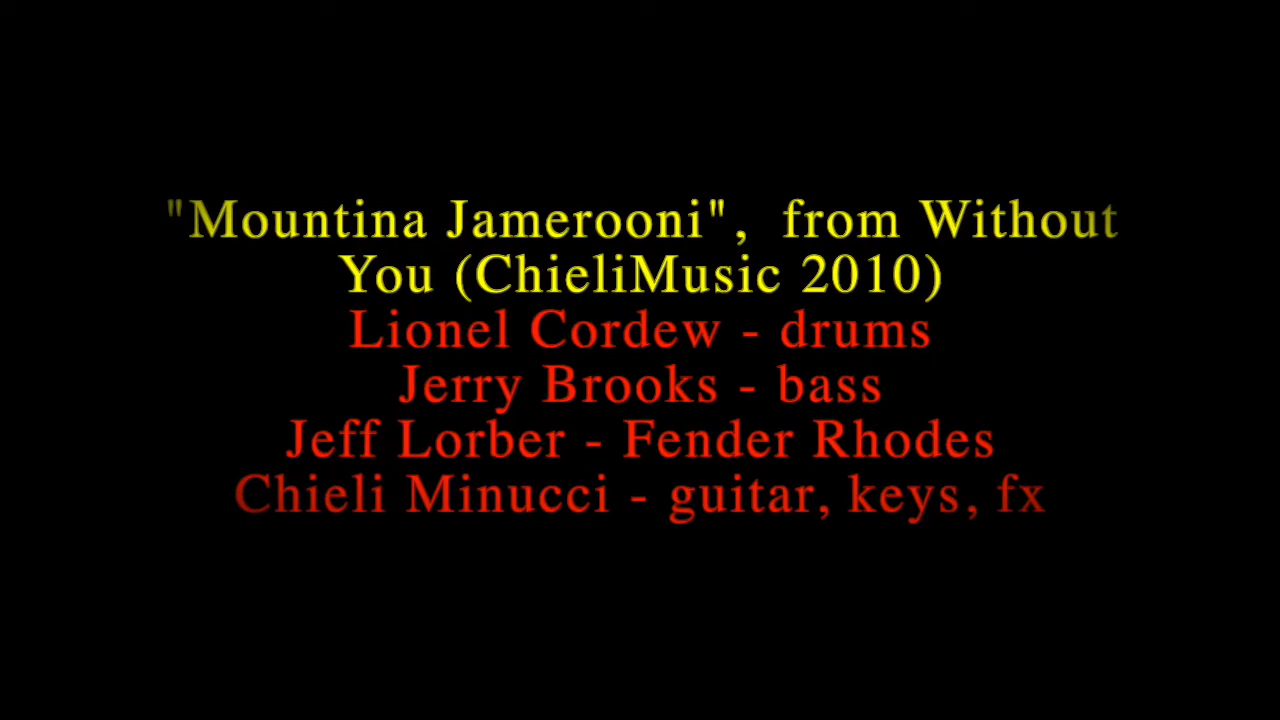 "Mountina Jamerooni",  from Without
You (ChieliMusic 2010)
Lionel Cordew - drums
Jerry Brooks - bass
Jeff Lorber - Fender Rhodes
Chieli Minucci - guitar, keys, fx